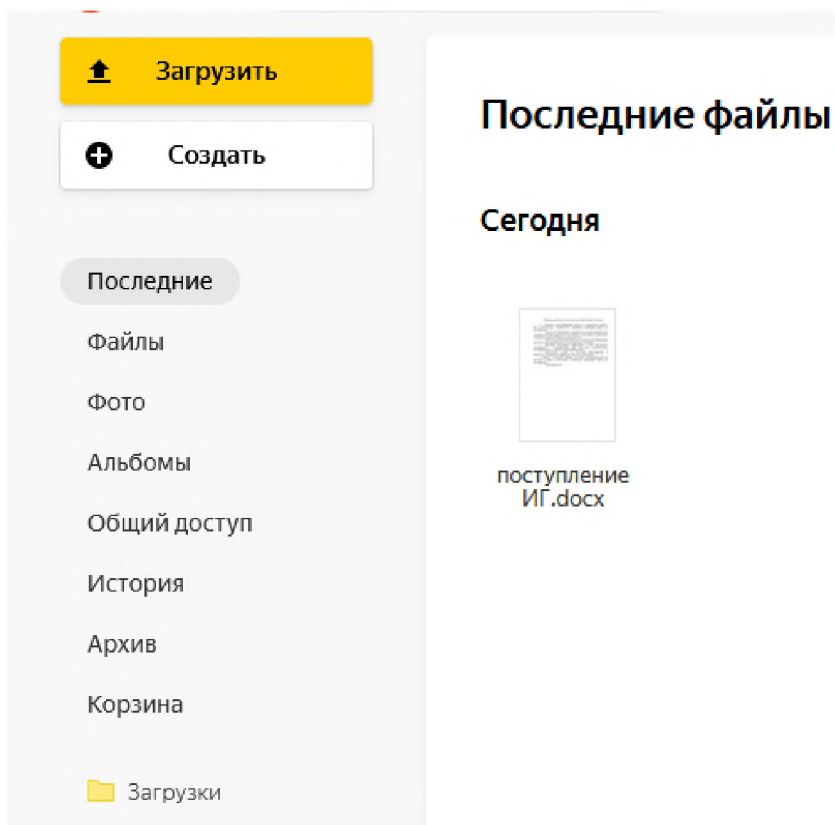 Загрузить
Создать
Последние
Файлы
Фото
Альбомы
Общий доступ
История
Архив
Корзина
Загрузки
Последние файлы
Сегодня
поступление
ИГ.docx